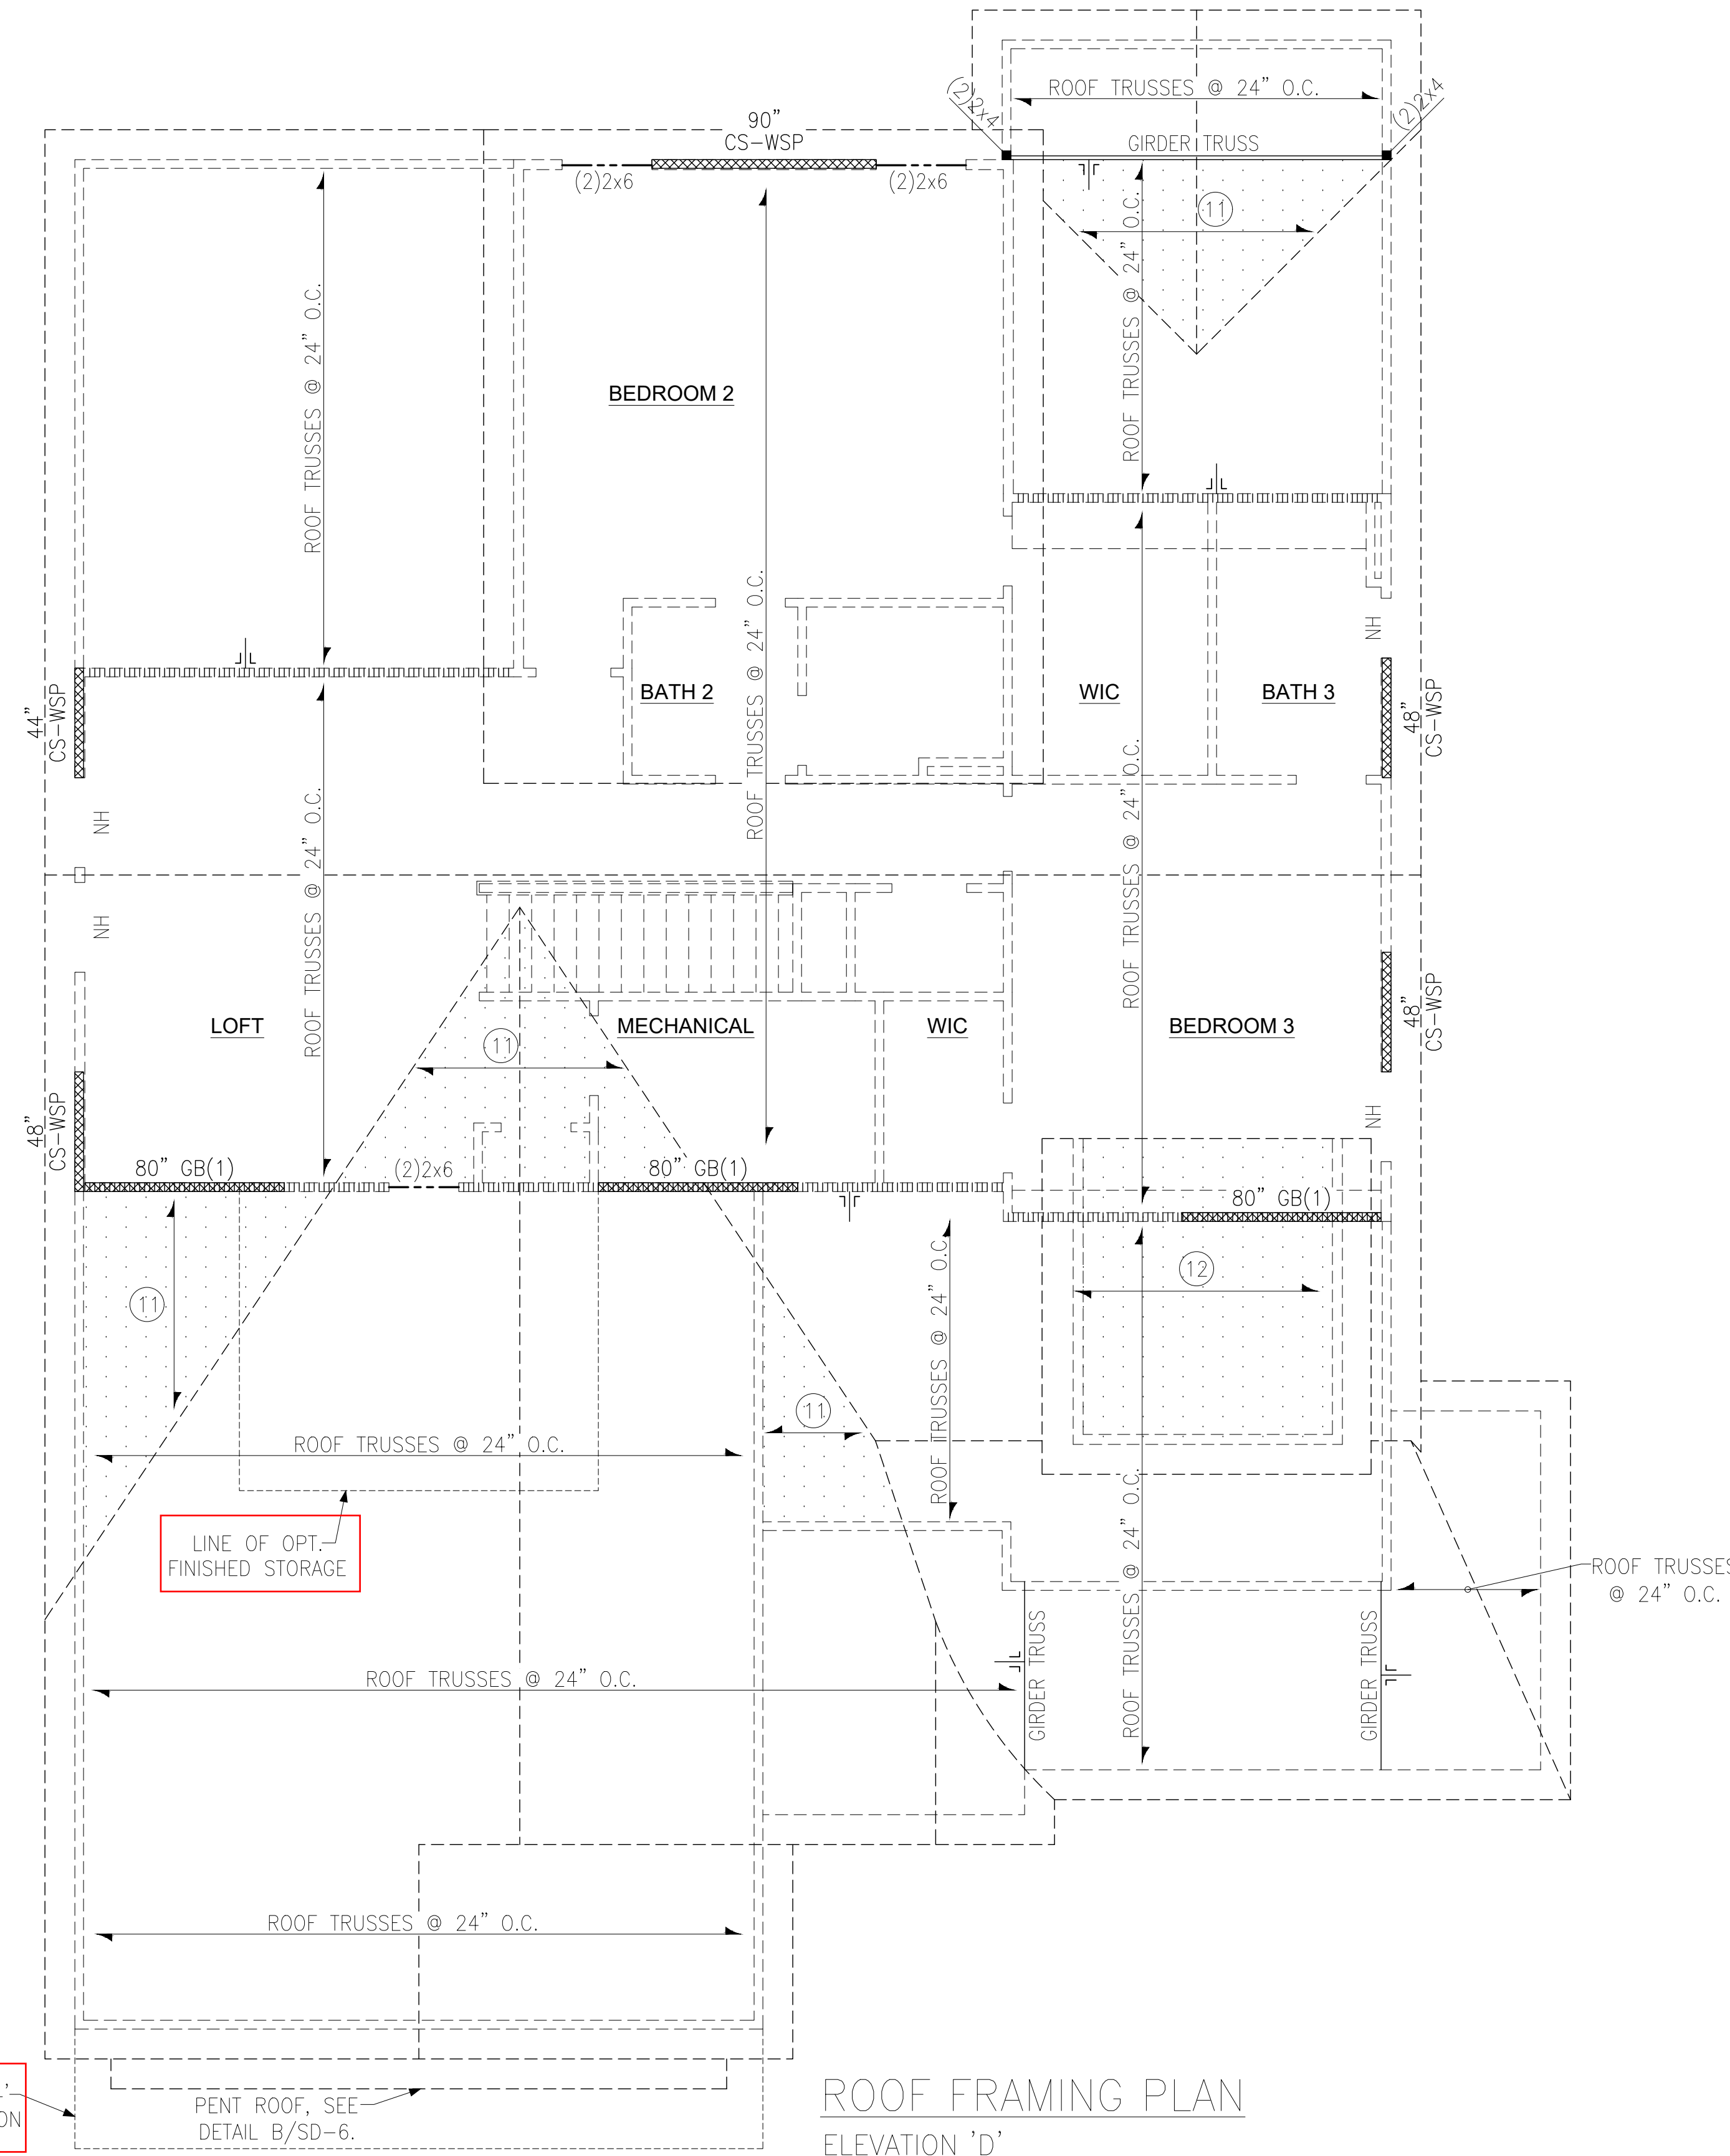 ROOF TRUSSES @ 24" O.C.
(2)2x4
(2)2x4
GIRDER TRUSS
90"
CS-WSP
(2)2x6
(2)2x6
11
ROOF TRUSSES @ 24" O.C.
ROOF TRUSSES @ 24" O.C.
BEDROOM 2
ROOF TRUSSES @ 24" O.C.
NH
BATH 2
WIC
BATH 3
44"
CS-WSP
48"
CS-WSP
NH
ROOF TRUSSES @ 24" O.C.
ROOF TRUSSES @ 24" O.C.
NH
LOFT
MECHANICAL
WIC
BEDROOM 3
11
48"
CS-WSP
NH
48"
CS-WSP
80" GB(1)
(2)2x6
80" GB(1)
80" GB(1)
12
11
ROOF TRUSSES @ 24" O.C.
11
ROOF TRUSSES @ 24" O.C.
LINE OF OPT.
FINISHED STORAGE
ROOF TRUSSES @ 24" O.C.
ROOF TRUSSES
@ 24" O.C.
GIRDER TRUSS
GIRDER TRUSS
ROOF TRUSSES @ 24" O.C.
ROOF TRUSSES @ 24" O.C.
ON
PENT ROOF, SEE
DETAIL B/SD-6.
ROOF FRAMING PLAN
ELEVATION 'D'